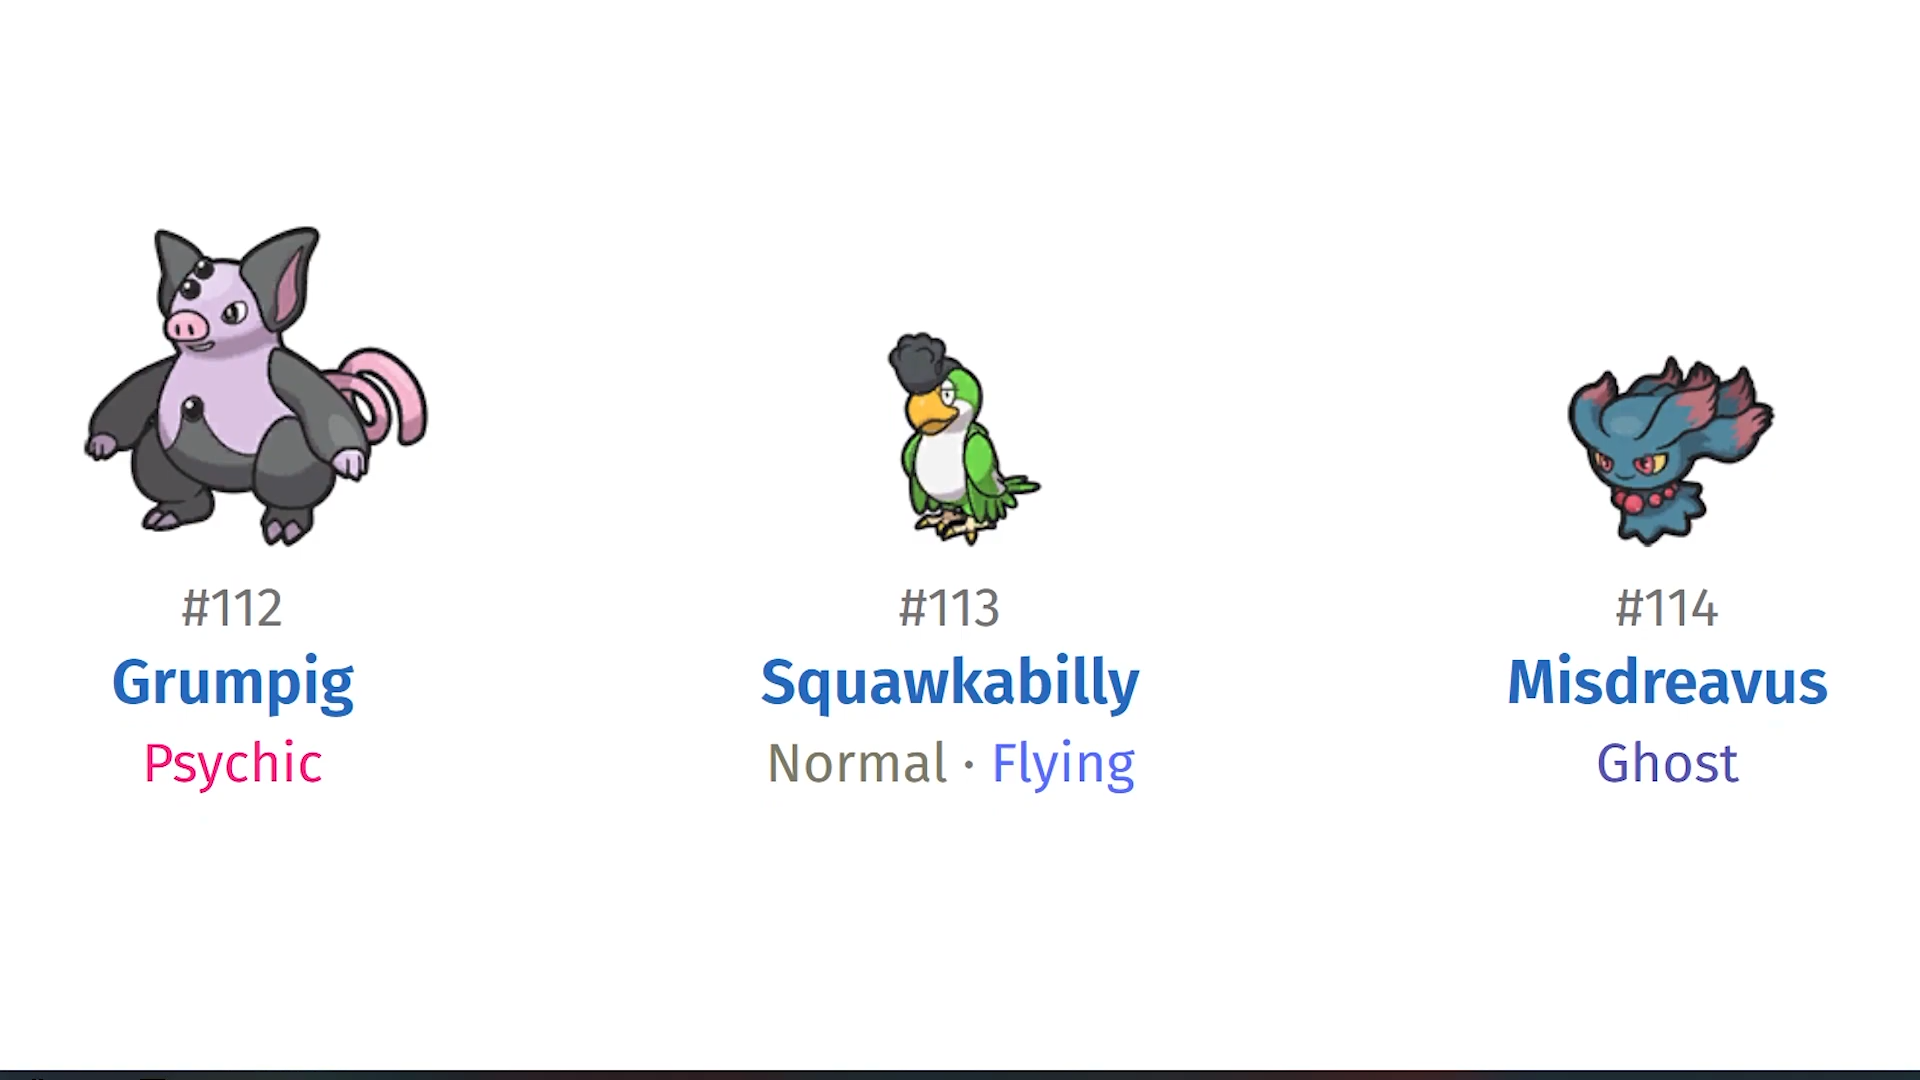 #112
Grumpig
Psychic
#113
Squawkabilly
Normal · Flying
#114
Misdreavus
Ghost